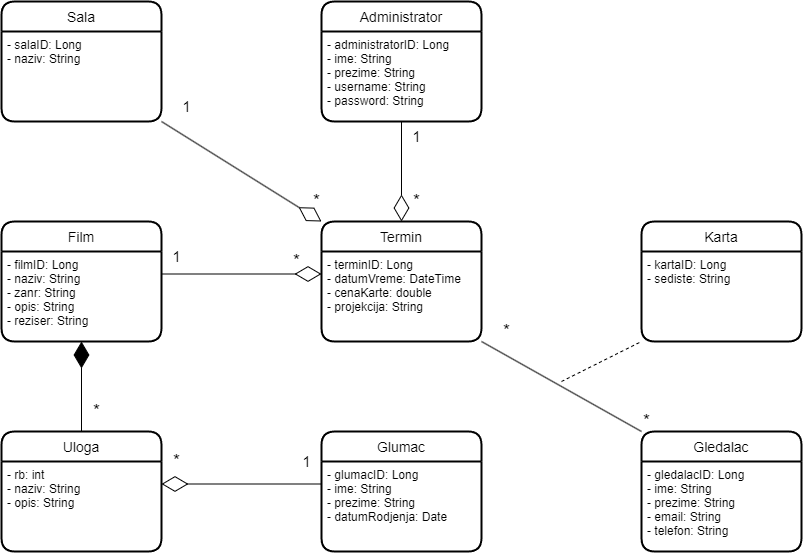 Sala
- salaID: Long
- naziv: String
Administrator
- administratorID: Long
- ime: String
- prezime: String
- username: String
- password: String
1
1
*
*
Film
- filmID: Long
- naziv: String
- zanr: String
- opis: String
- reziser: String
1
*
Termin
- terminID: Long
- datumVreme: DateTime
- cenaKarte: double
- projekcija: String
Karta
- kartaID: Long
- sediste: String
*
*
*
Uloga
- rb: int
- naziv: String
- opis: String
*
1
Glumac
- glumacID: Long
- ime: String
- prezime: String
- datumRodjenja: Date
Gledalac
- gledalacID: Long
- ime: String
- prezime: String
- email: String
- telefon: String